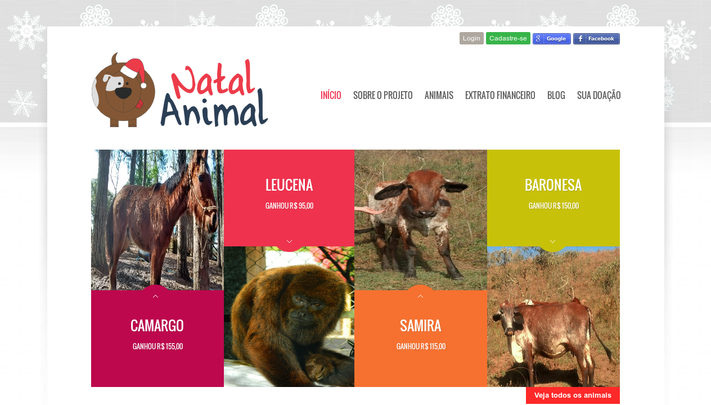 Login Cadastre-se Google Facebook
Natal
Animal
INÍCIO SOBRE O PROJETO ANIMAIS EXTRATO FINANCEIRO BLOG SUA DOAÇÃO
LEUCENA
GANHOU R$ 95,00
BARONESA
GANHOU R$ 150,00
CAMARGO
GANHOU R$ 155,00
SAMIRA
GANHOU R$ 115,00
Veja todos os animais